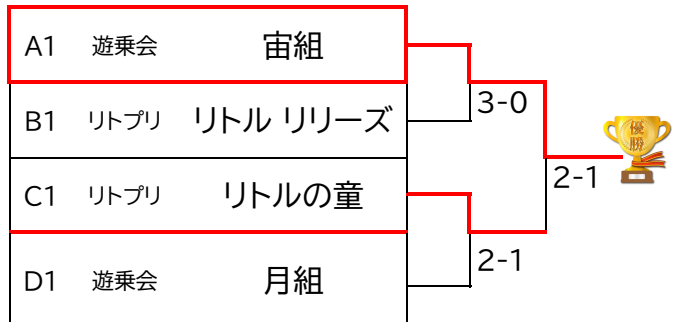 A1 遊乗会 宙組
B1 リトプリ リトル リリーズ
3-0
優勝
C1 リトプリ リトルの童
2-1
D1 遊乗会 月組
2-1